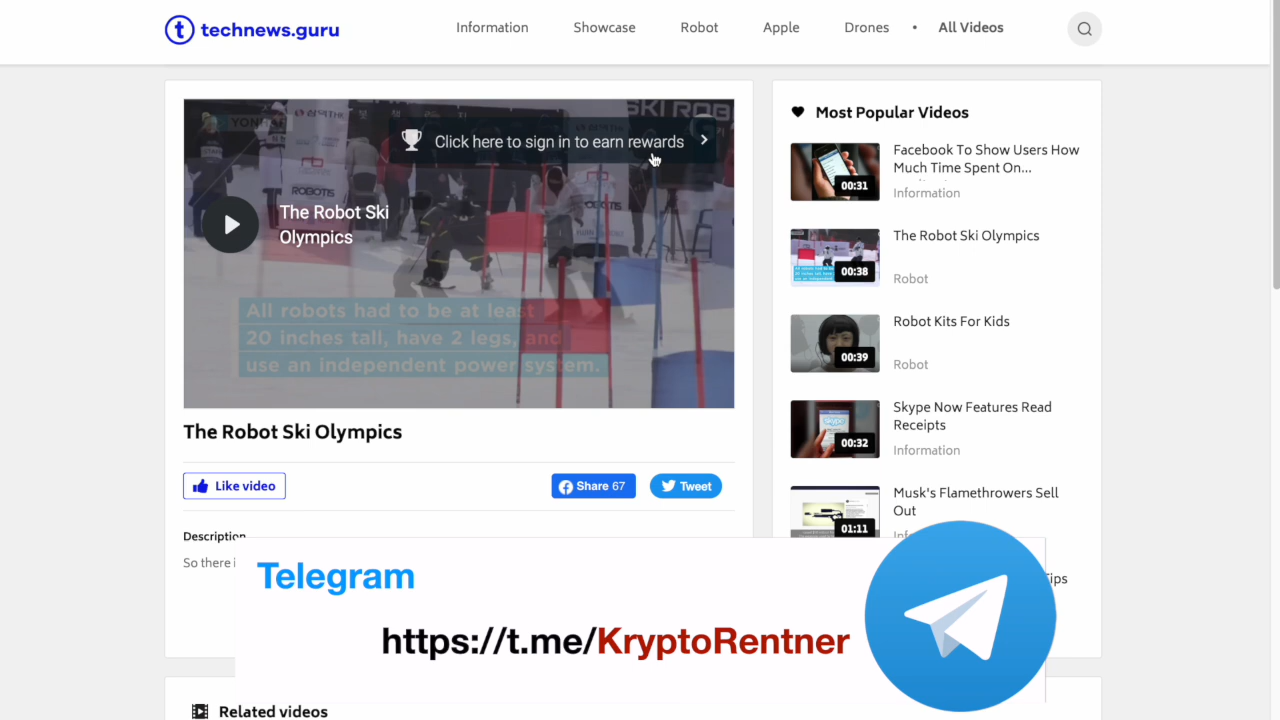 technews.guru
Information
Showcase
Robot
Apple
Drones
•
All Videos
SKI ROB
ROBOTIS
Click here to sign in to earn rewards
The Robot Ski
Olympics
All robots had to be at least
20 inches tall, have 2 legs, and
use an independent power system.
The Robot Ski Olympics
Like video
Share 67
Tweet
Description
So there i
Most Popular Videos
00:31
Facebook To Show Users How
Much Time Spent On...
Information
00:38
The Robot Ski Olympics
Robot
00:39
Robot Kits For Kids
Robot
00:32
Skype Now Features Read
Receipts
Information
01:11
Musk's Flamethrowers Sell
Out
Telegram
https://t.me/KryptoRentner
Related videos